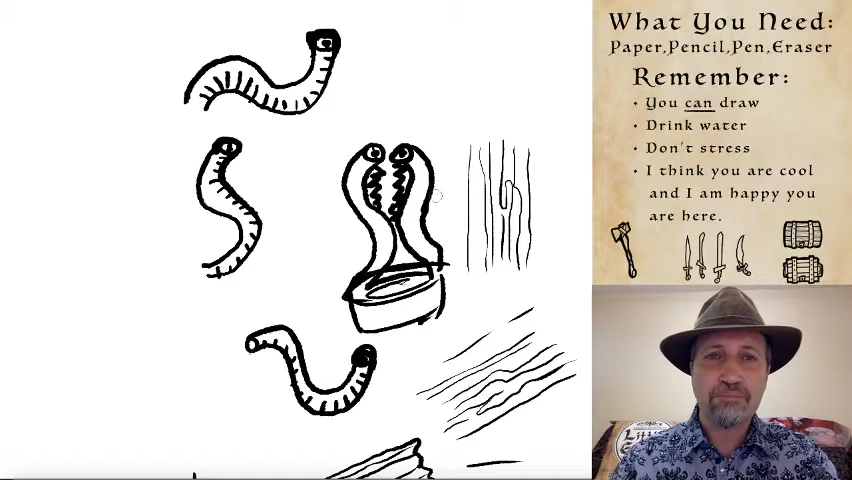 What You Need:
Paper,Pencil,Pen,Eraser
Remember:
• You can draw
• Drink water
• Don't stress
• I think you are cool
and I am happy you
are here.